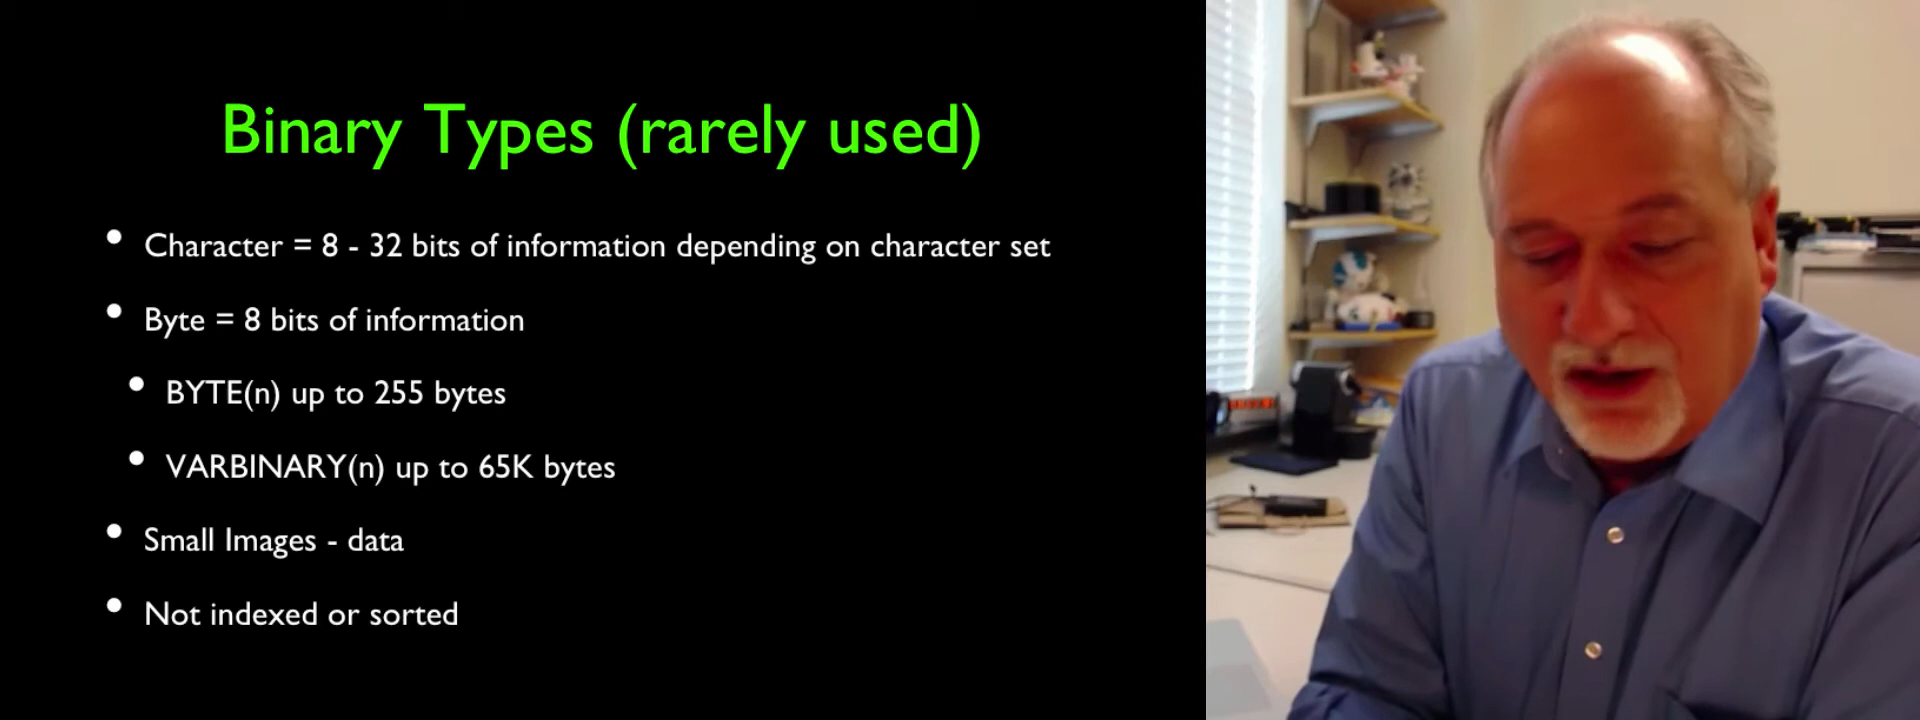 Binary Types (rarely used)
• Character = 8 - 32 bits of information depending on character set
• Byte = 8 bits of information
• BYTE(n) up to 255 bytes
• VARBINARY(n) up to 65K bytes
• Small Images - data
• Not indexed or sorted